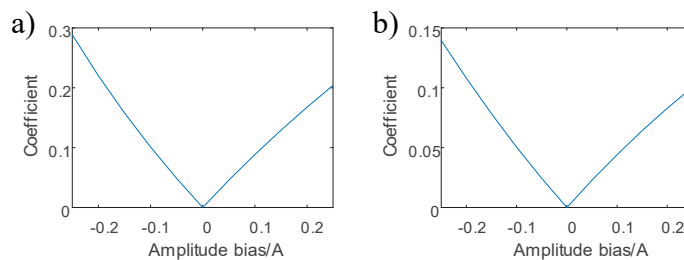 a)
0.3
0.2
0.1
0
Coefficient
-0.2 -0.1 0 0.1 0.2
Amplitude bias/A
b)
0.15
0.1
0.05
0
Coefficient
-0.2 -0.1 0 0.1 0.2
Amplitude bias/A